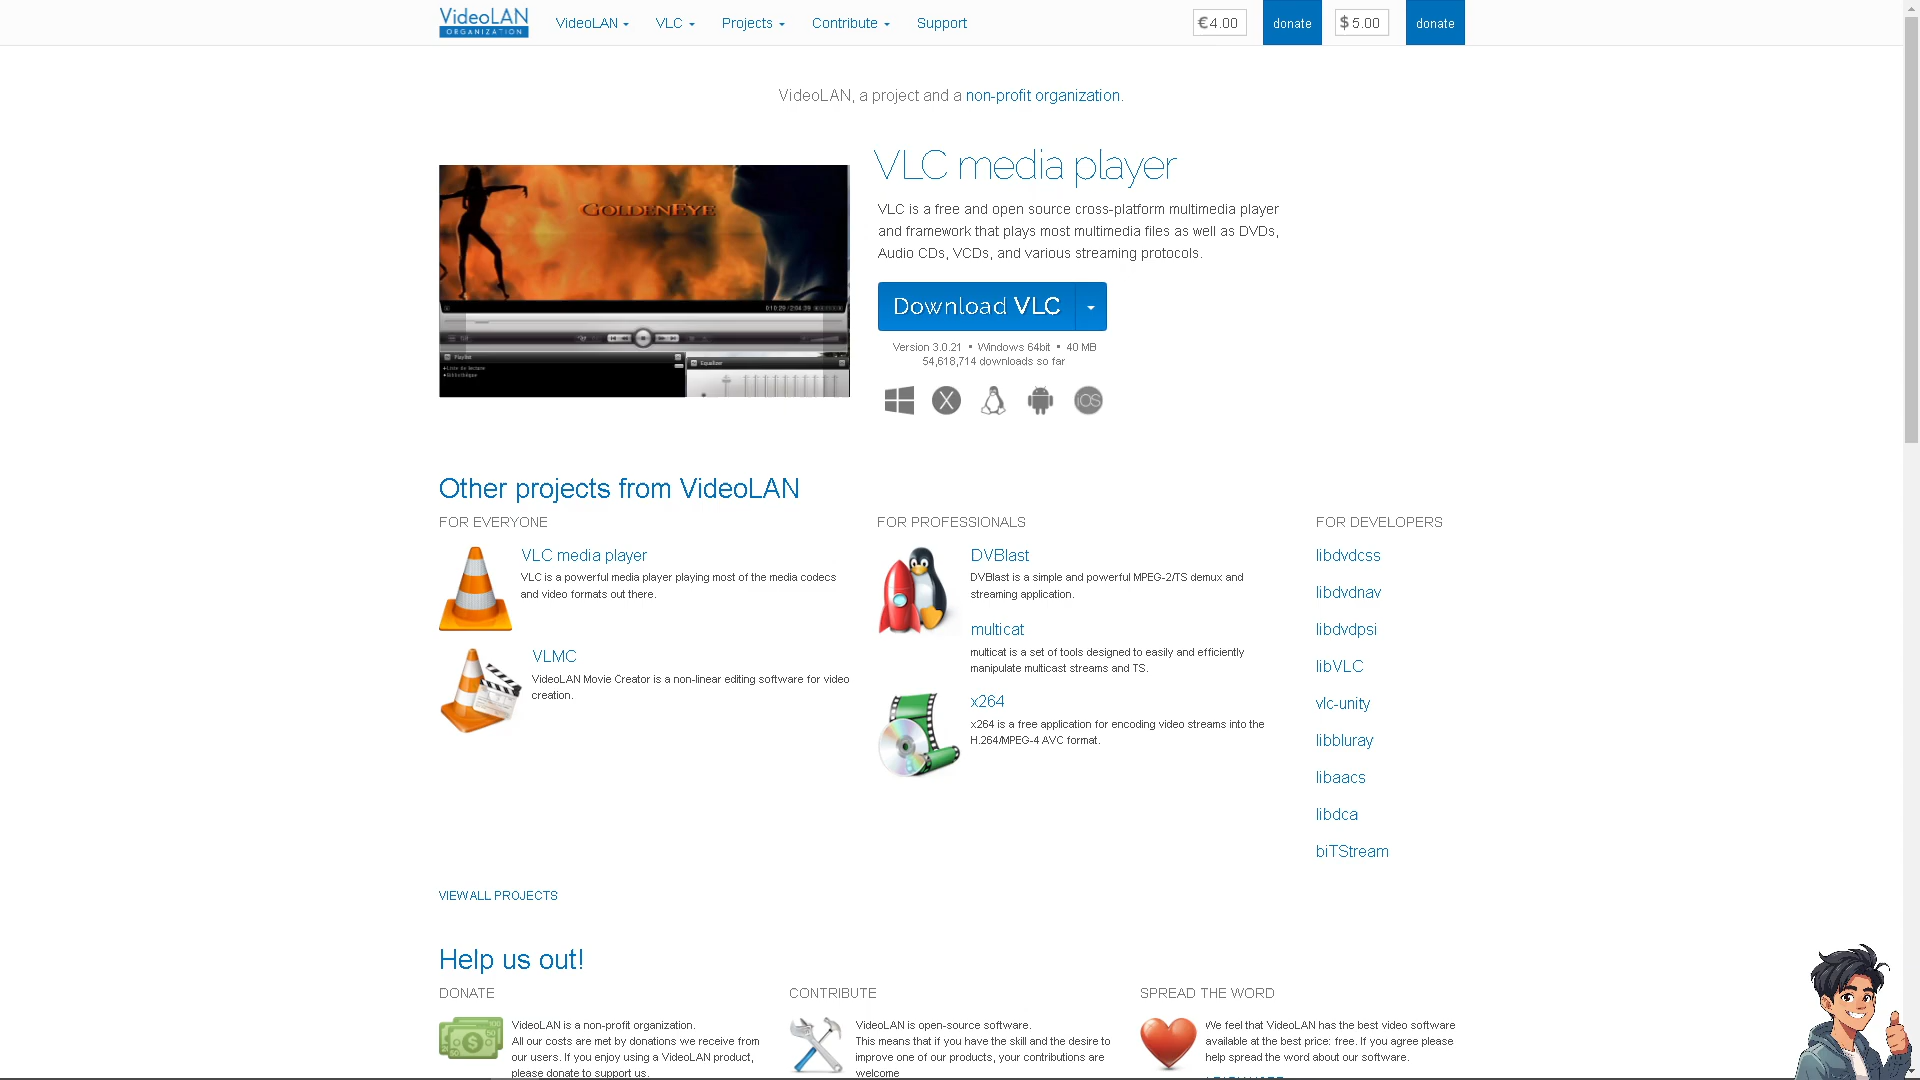 VideoLAN
ORGANIZATION
VideoLAN
VLC
Projects
Contribute
Support
€ 4.00
donate
$ 5.00
donate
VideoLAN, a project and a non-profit organization.
GOLDENEYE
VLC media player
VLC is a free and open source cross-platform multimedia player
and framework that plays most multimedia files as well as DVDs,
Audio CDs, VCDs, and various streaming protocols.
Download VLC
Version 3.0.21 • Windows 64bit • 40 MB
54,618,714 downloads so far
Playlist
Equalizer
iOS
Other projects from VideoLAN
FOR EVERYONE
VLC media player
VLC is a powerful media player playing most of the media codecs
and video formats out there.
VLMC
VideoLAN Movie Creator is a non-linear editing software for video
creation.
FOR PROFESSIONALS
DVBlast
DVBlast is a simple and powerful MPEG-2/TS demux and
streaming application.
multicat
multicat is a set of tools designed to easily and efficiently
manipulate multicast streams and TS.
x264
x264 is a free application for encoding video streams into the
H.264/MPEG-4 AVC format.
FOR DEVELOPERS
libdvdcss
libdvdnav
libdvdpsi
libVLC
vlc-unity
libbluray
libaacs
libdca
biTStream
VIEW ALL PROJECTS
Help us out!
DONATE
VideoLAN is a non-profit organization.
All our costs are met by donations we receive from
our users. If you enjoy using a VideoLAN product,
please donate to support us.
CONTRIBUTE
VideoLAN is open-source software.
This means that if you have the skill and the desire to
improve one of our products, your contributions are
welcome
SPREAD THE WORD
We feel that VideoLAN has the best video software
available at the best price: free. If you agree please
help spread the word about our software.